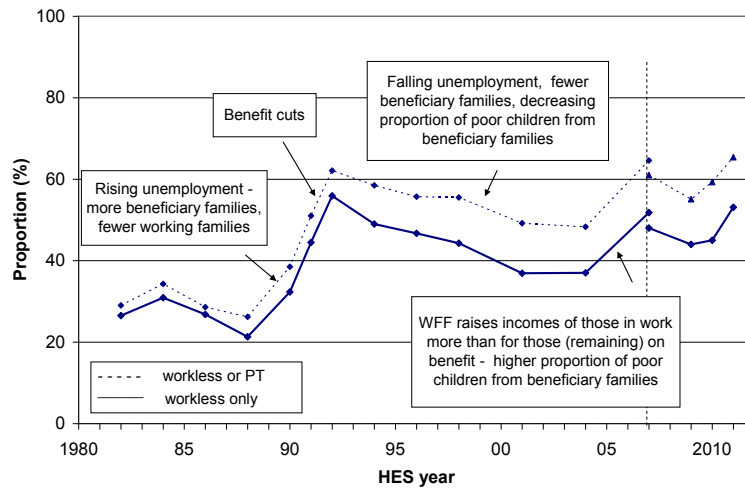 100
80
60
40
20
0
Proportion (%)
Falling unemployment, fewer
beneficiary families, decreasing
proportion of poor children from
beneficiary families
Benefit cuts
Rising unemployment -
more beneficiary families,
fewer working families
WFF raises incomes of those in work
more than for those (remaining) on
benefit - higher proportion of poor
children from beneficiary families
workless or PT
workless only
1980 85 90 95 00 05 2010
HES year